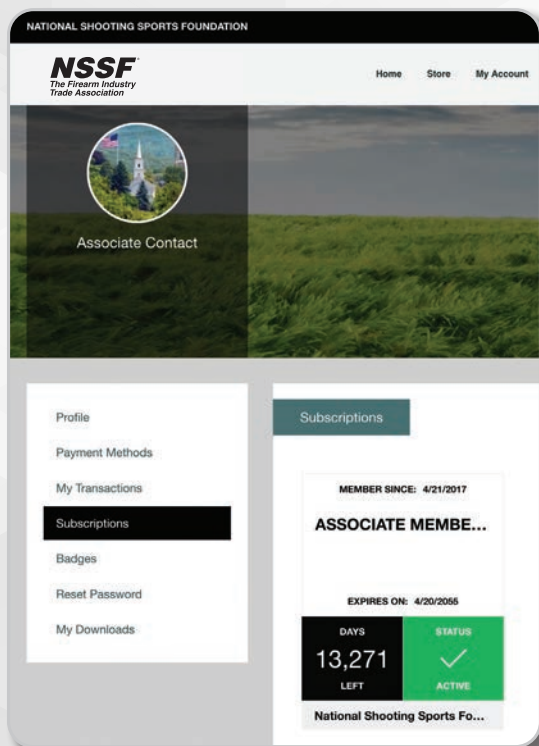 NATIONAL SHOOTING SPORTS FOUNDATION
NSSF
The Firearm Industry
Trade Association
Home Store My Account
Associate Contact
Profile
Payment Methods
My Transactions
Subscriptions
Badges
Reset Password
My Downloads
Subscriptions
MEMBER SINCE: 4/21/2017
ASSOCIATE MEMBE...
EXPIRES ON: 4/20/2055
DAYS
13,271
LEFT
STATUS
ACTIVE
National Shooting Sports Fo...